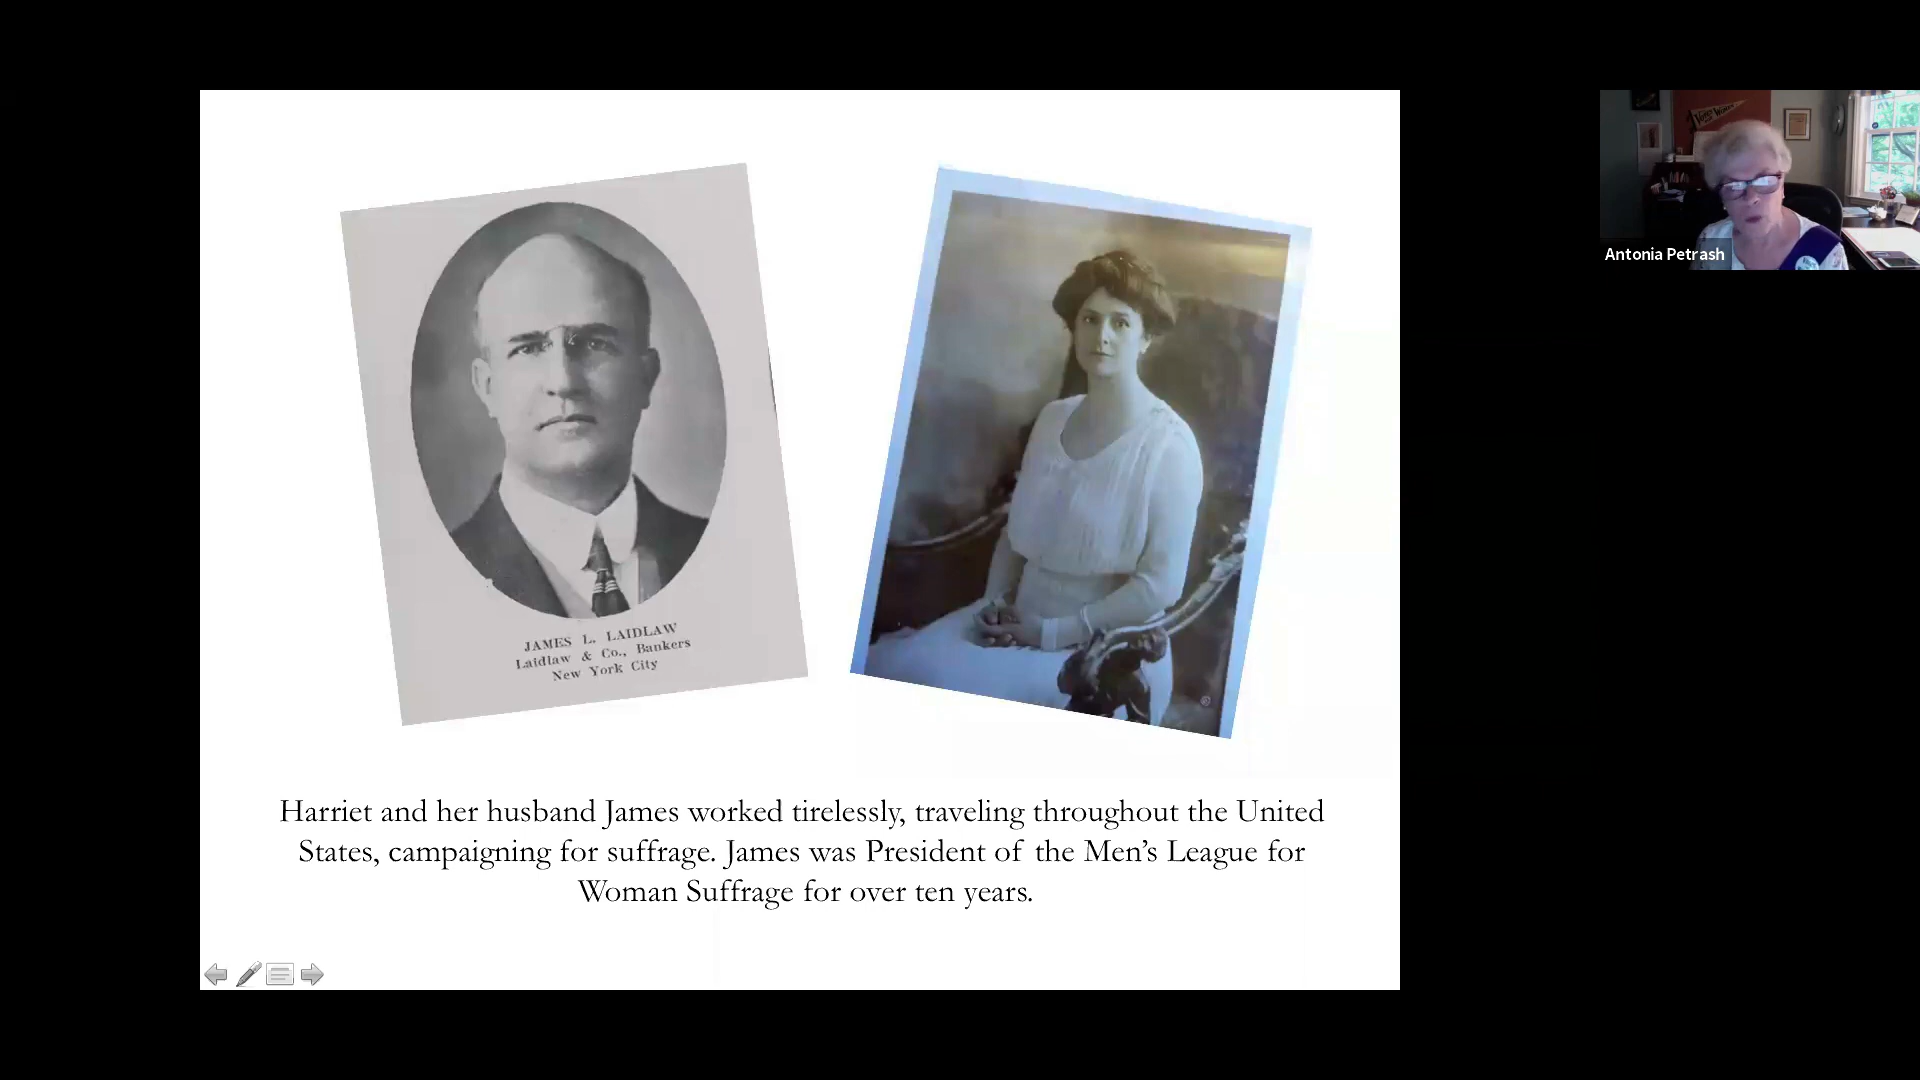 JAMES L. LAIDLAW
Laidlaw & Co., Bankers
New York City
Harriet and her husband James worked tirelessly, traveling throughout the United
States, campaigning for suffrage. James was President of the Men’s League for
Woman Suffrage for over ten years.
Antonia Petrash